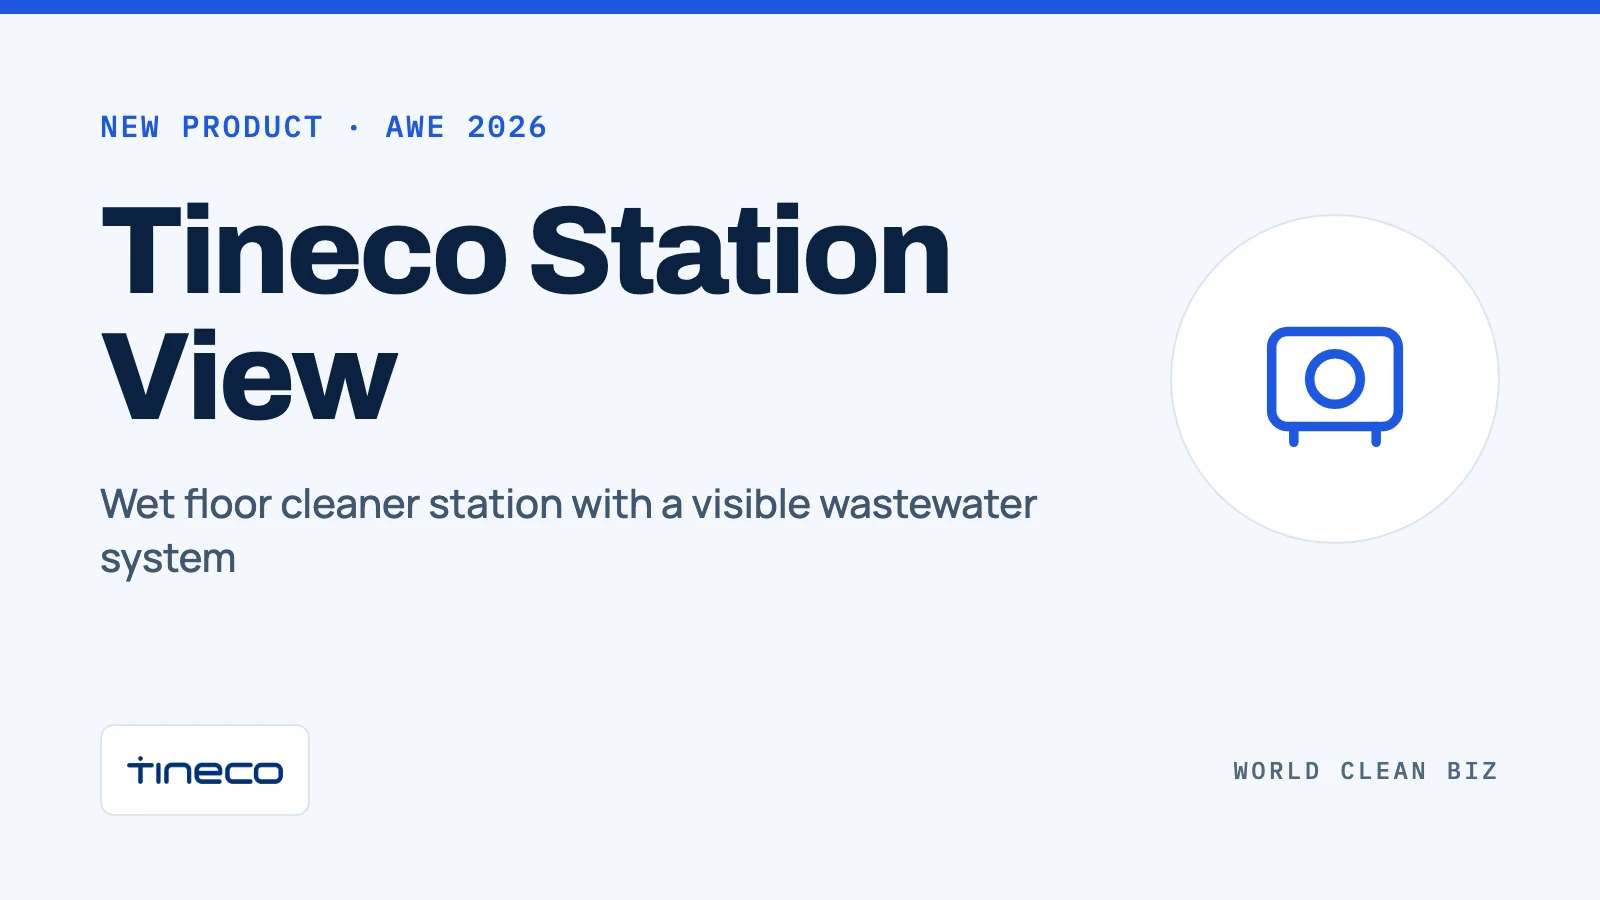 NEW PRODUCT · AWE 2026
Tineco Station
View
Wet floor cleaner station with a visible wastewater
system
tineco
WORLD CLEAN BIZ